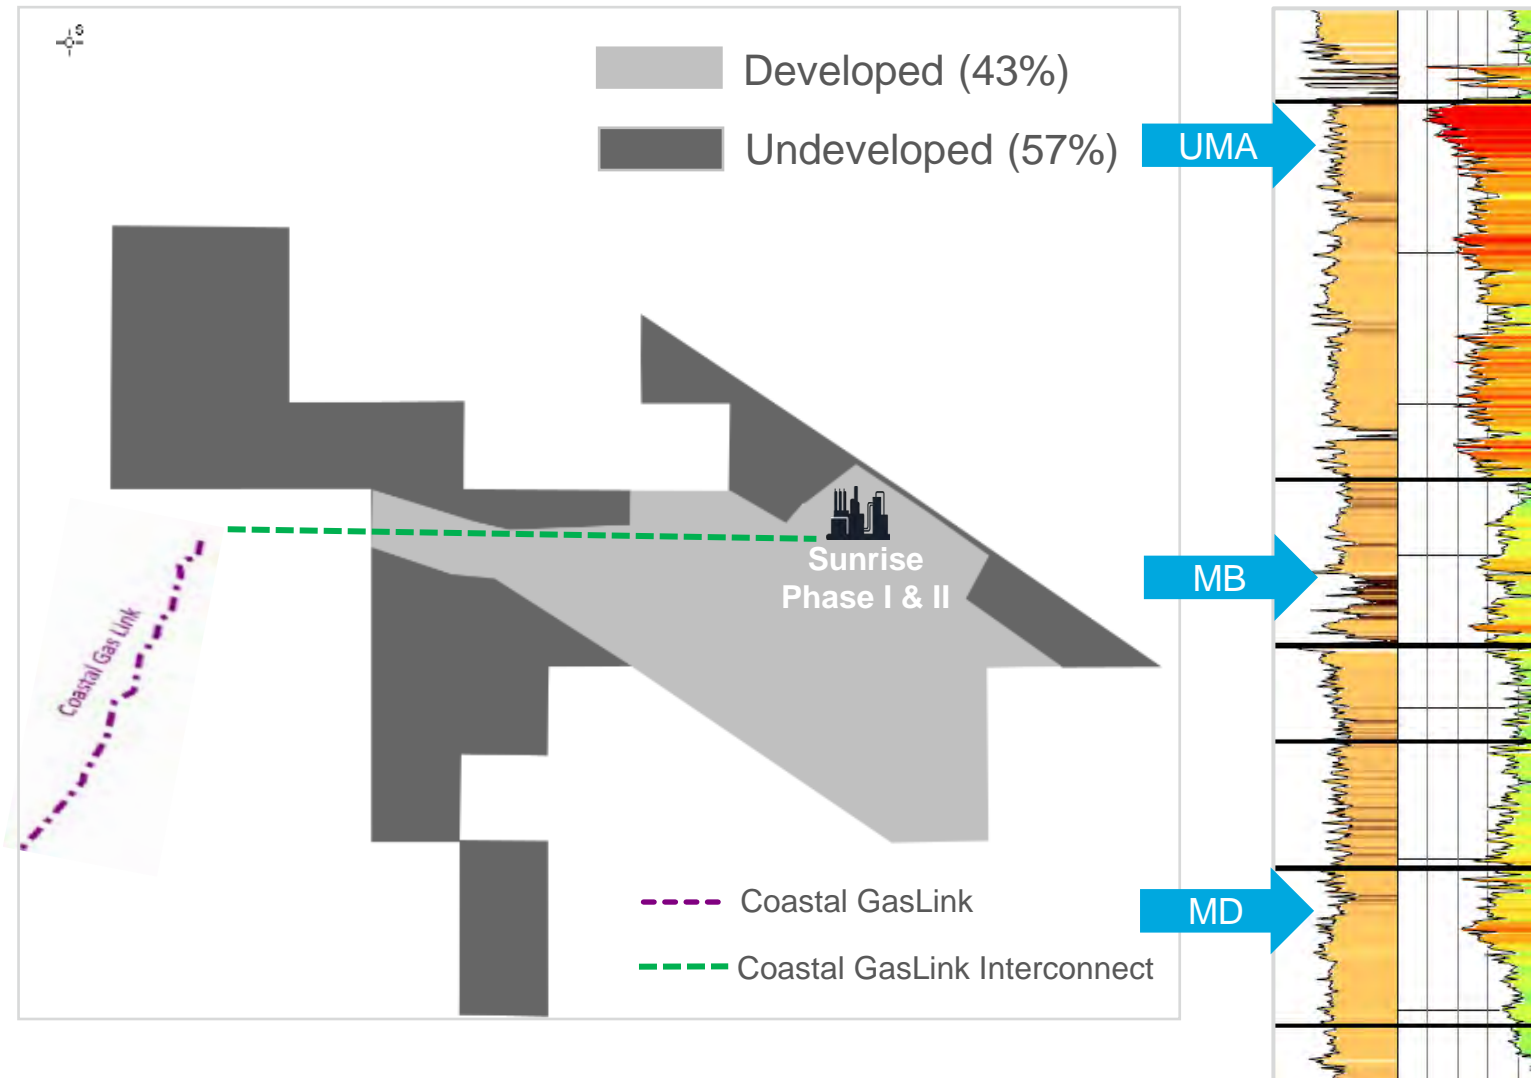 S
Developed (43%)
Undeveloped (57%)
UMA
Sunrise
Phase I & II
MB
Coastal Gas Link
Coastal GasLink
MD
Coastal GasLink Interconnect